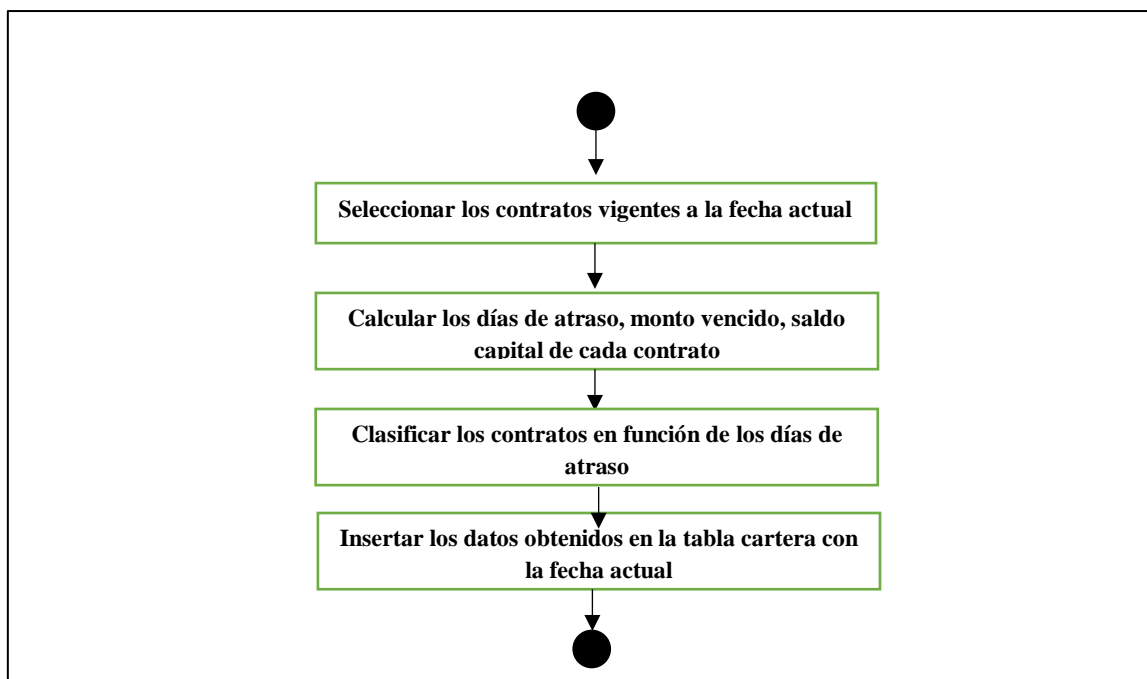 Seleccionar los contratos vigentes a la fecha actual
Calcular los días de atraso, monto vencido, saldo
capital de cada contrato
Clasificar los contratos en función de los días de
atraso
Insertar los datos obtenidos en la tabla cartera con
la fecha actual